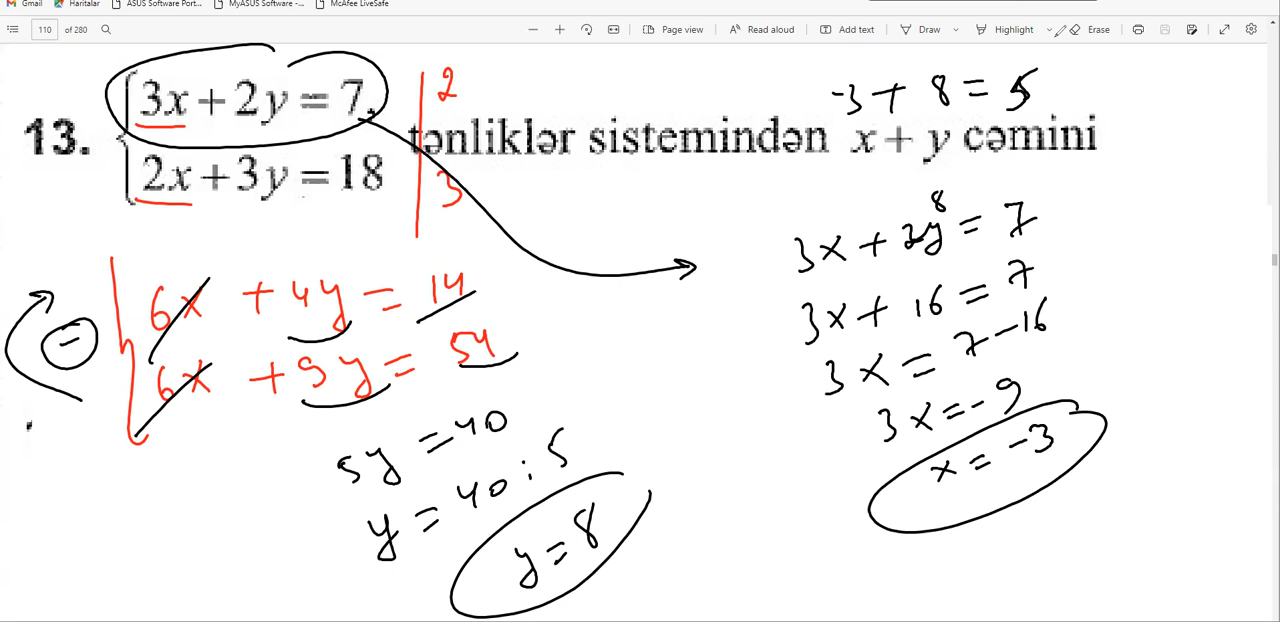 Gmail Haritalar ASUS Software Port... MyASUS Software -... McAfee LiveSafe
110 of 280 Page view Read aloud Add text Draw Highlight Erase
13. 3x + 2y = 7, 2
tənliklər sistemindən x + y cəmini
2x + 3y = 18 3
-3 + 8 = 5
6x + 4y = 14
6x + 9y = 54
5y = 40
y = 40 : 5
y = 8
8
3x + 2y = 7
3x + 16 = 7
3x = 7 - 16
3x = -9
x = -3